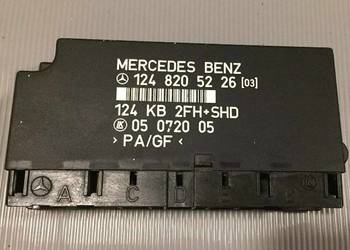 MERCEDES BENZ
124 820 52 26 [03]
124 KB 2FH+SHD
05 0720 05
> PA/GF <
A C D E B